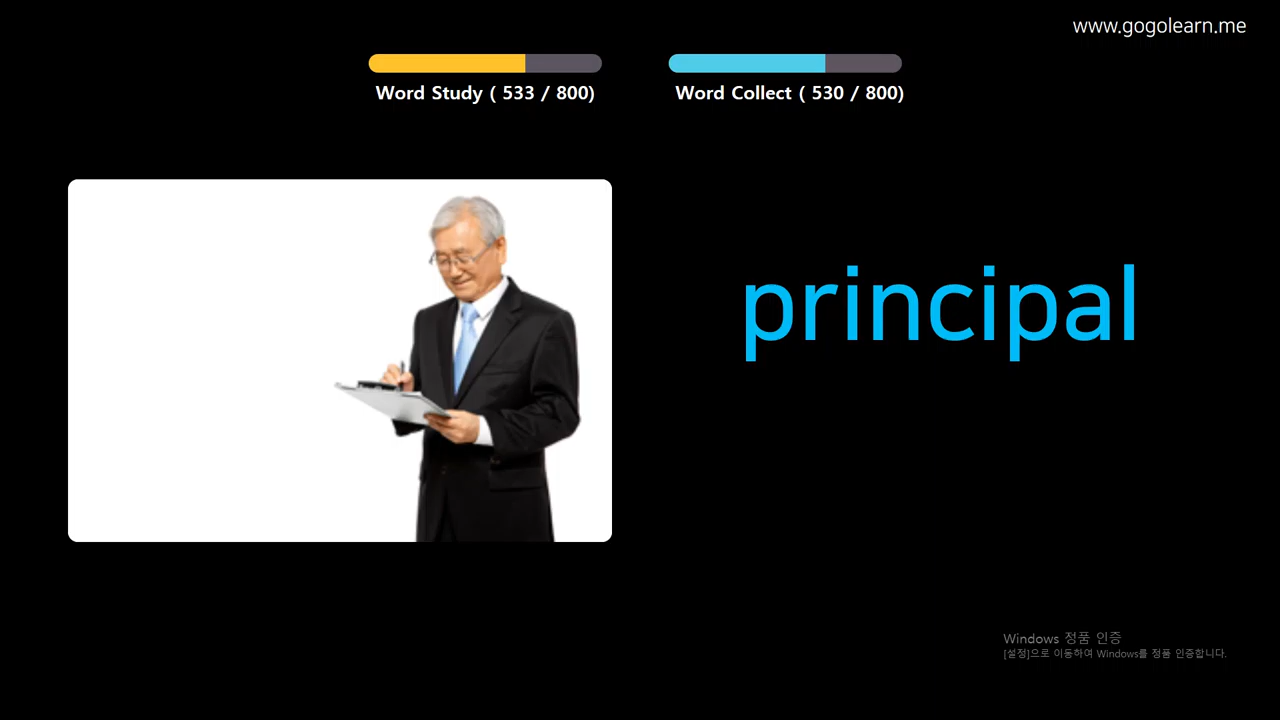 www.gogolearn.me
Word Study ( 533 / 800)
Word Collect ( 530 / 800)
principal
Windows 정품 인증
[설정]으로 이동하여 Windows를 정품 인증합니다.